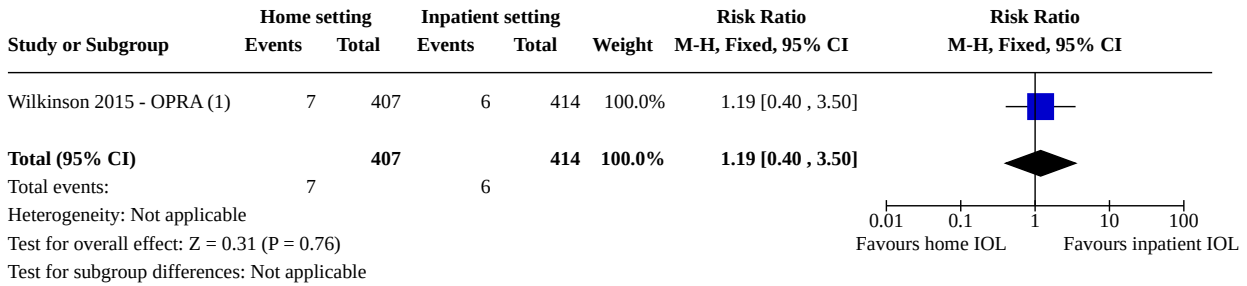 Home setting Inpatient setting Risk Ratio Risk Ratio
Study or Subgroup Events Total Events Total Weight M-H, Fixed, 95% CI M-H, Fixed, 95% CI
Wilkinson 2015 - OPRA (1) 7 407 6 414 100.0% 1.19 [0.40 , 3.50]
Total (95% CI) 407 414 100.0% 1.19 [0.40 , 3.50]
Total events: 7 6
Heterogeneity: Not applicable
0.01 0.1 1 10 100
Test for overall effect: Z = 0.31 (P = 0.76)
Favours home IOL Favours inpatient IOL
Test for subgroup differences: Not applicable